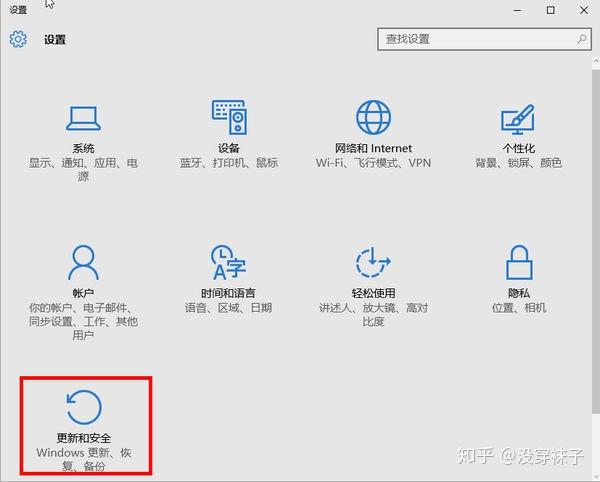 设置
设置
查找设置
系统
显示、通知、应用、电
源
设备
蓝牙、打印机、鼠标
网络和 Internet
Wi-Fi、飞行模式、VPN
个性化
背景、锁屏、颜色
帐户
你的帐户、电子邮件、
同步设置、工作、其他
用户
时间和语言
语音、区域、日期
轻松使用
讲述人、放大镜、高对
比度
隐私
位置、相机
更新和安全
Windows 更新、恢
复、备份
知乎 @没穿袜子